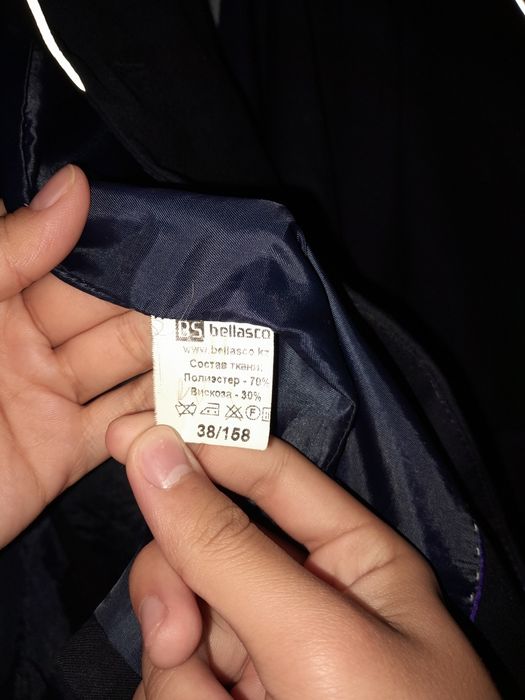 BS bellasco
www.bellasco.kz
Состав ткани:
Полиэстер - 70%
Вискоза - 30%
38/158